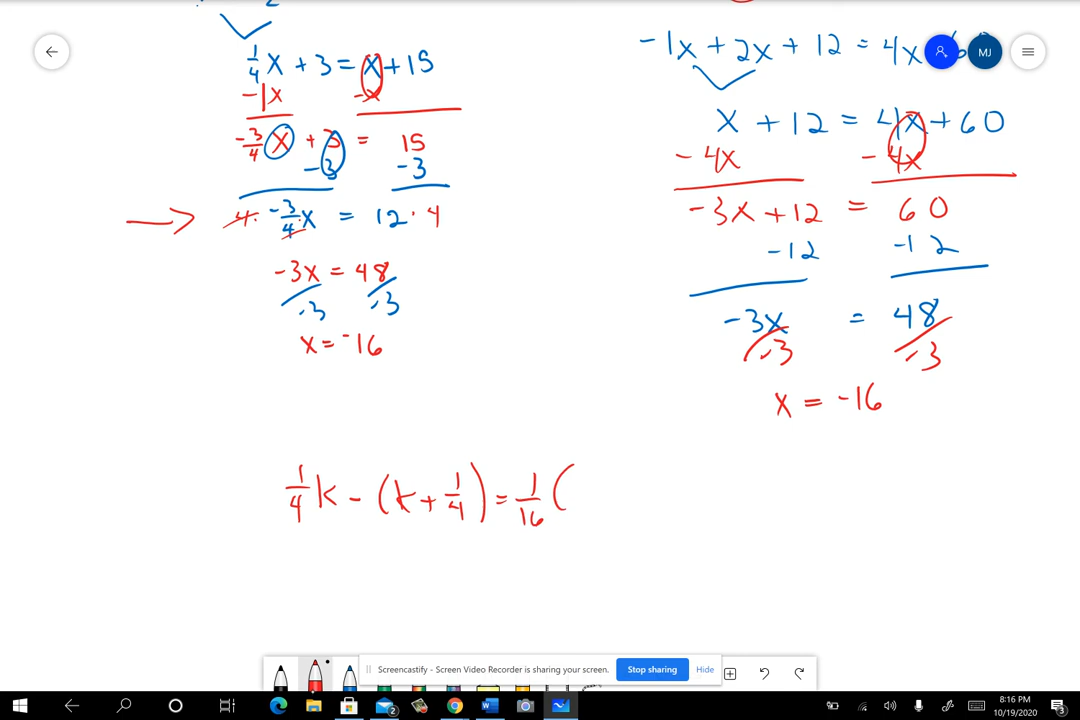 1/4 x + 3 = x + 15
-1x -x
-3/4 x + 3 = 15
-3 -3
4 · -3/4 x = 12 · 4
-3x = 48
-3 -3
x = -16
-1x + 2x + 12 = 4x
MJ
x + 12 = 4x + 60
-4x -4x
-3x + 12 = 60
-12 -12
-3x = 48
-3 -3
x = -16
1/4 k - (k + 1/4) = 1/16 (
Screencastify - Screen Video Recorder is sharing your screen. Stop sharing Hide
8:16 PM
10/19/2020